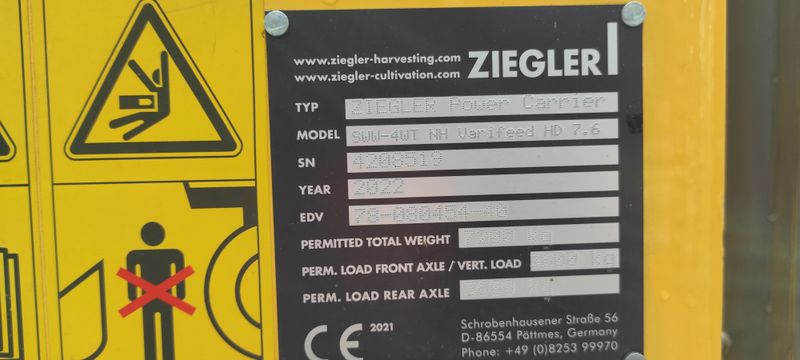 www.ziegler-harvesting.com
www.ziegler-cultivation.com
ZIEGLER
TYP ZIEGLER Power Carrier
MODEL SWW-4WT NH Varifeed HD 7.6
SN 4208519
YEAR 2022
EDV 78-080454-40
PERMITTED TOTAL WEIGHT kg
PERM. LOAD FRONT AXLE / VERT. LOAD kg
PERM. LOAD REAR AXLE
CE 2021
Schrobenhausener Straße 56
D-86554 Pöttmes, Germany
Phone: +49 (0)8253 99970